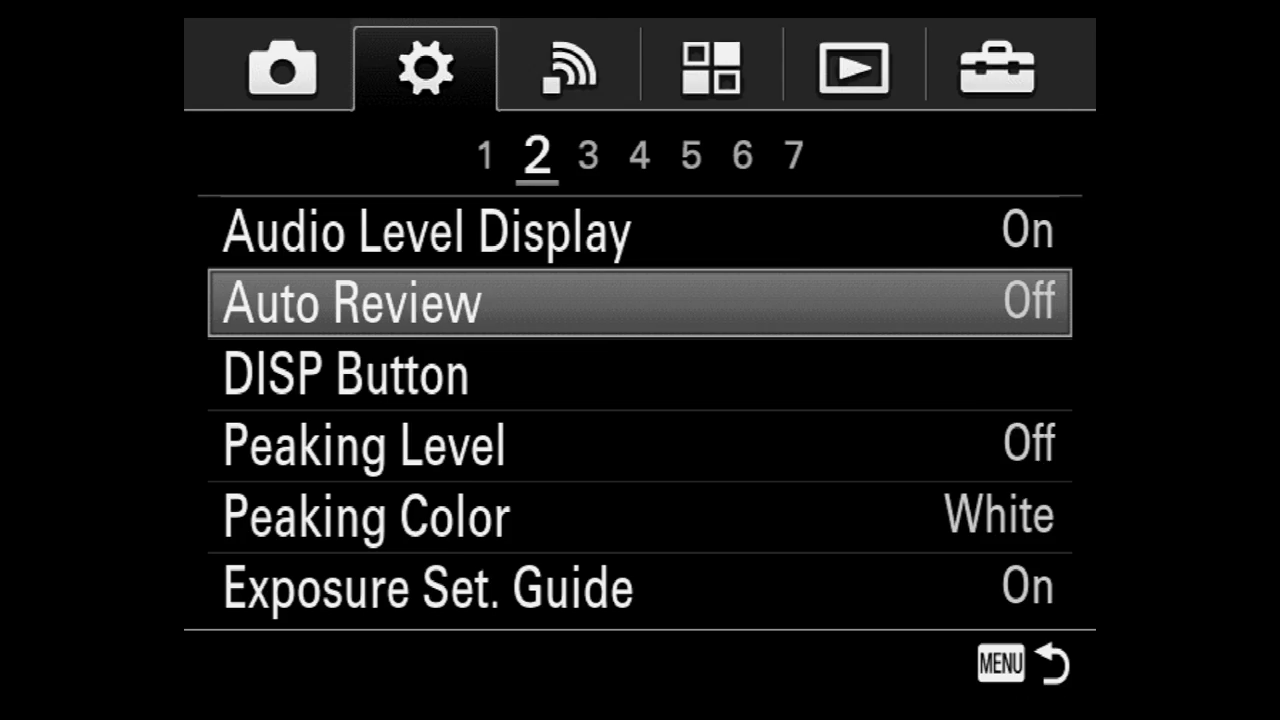 1 2 3 4 5 6 7
Audio Level Display On
Auto Review Off
DISP Button
Peaking Level Off
Peaking Color White
Exposure Set. Guide On
MENU